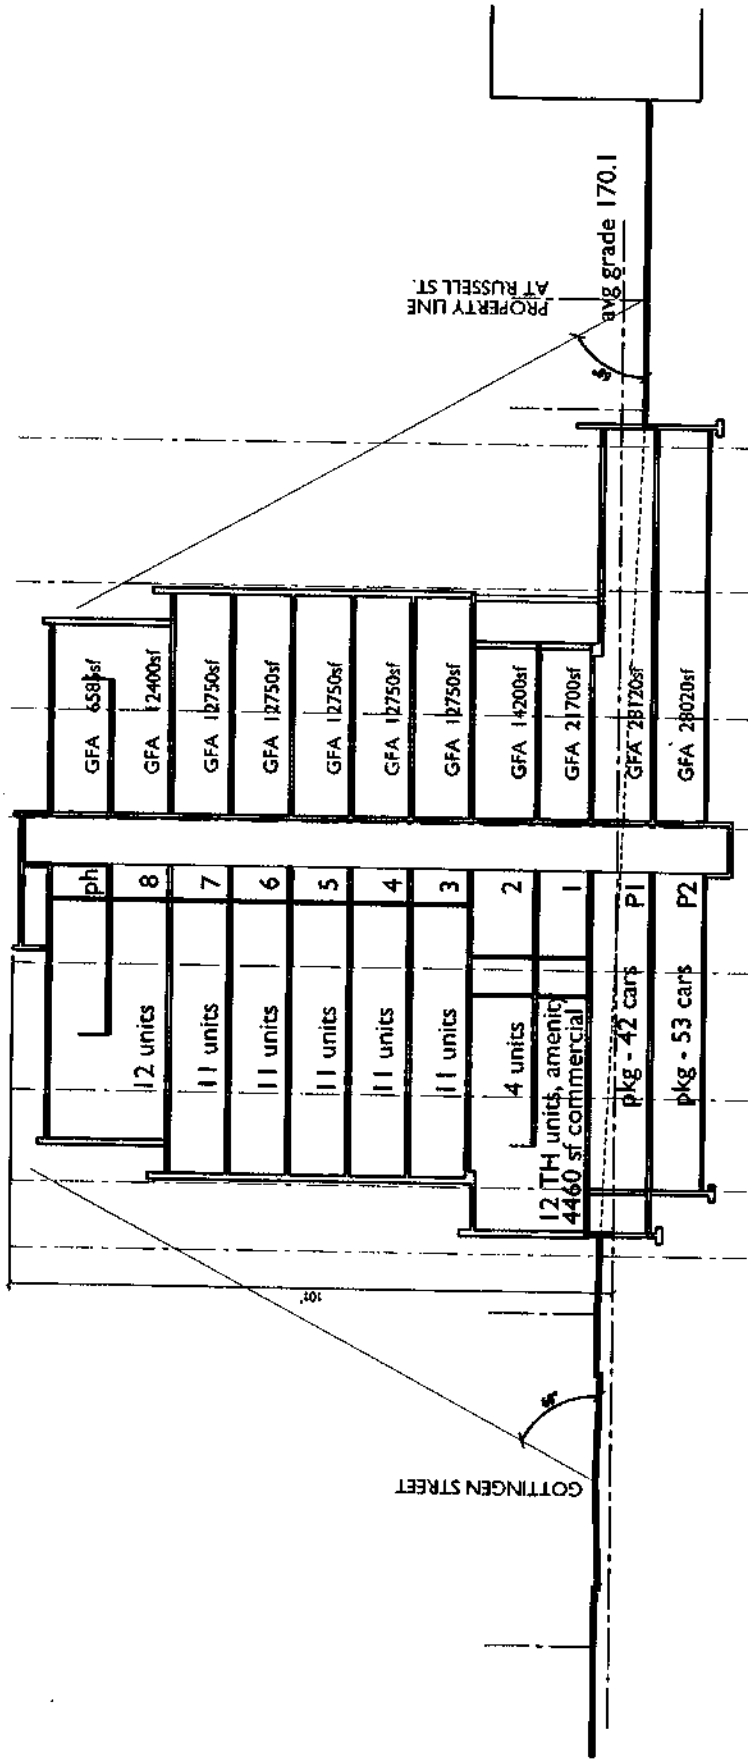 PROPERTY LINE
AT RUSSELL ST.
avg grade 170.1
ph
GFA 6585sf
12 units
8
GFA 12400sf
11 units
7
GFA 12750sf
11 units
6
GFA 12750sf
11 units
5
GFA 12750sf
11 units
4
GFA 12750sf
11 units
3
GFA 12750sf
4 units
2
GFA 14200sf
12 TH units, amenity
4460 sf commercial
1
GFA 21700sf
pkg - 42 cars
P1
GFA 28120sf
pkg - 53 cars
P2
GFA 28020sf
GOTTINGEN STREET